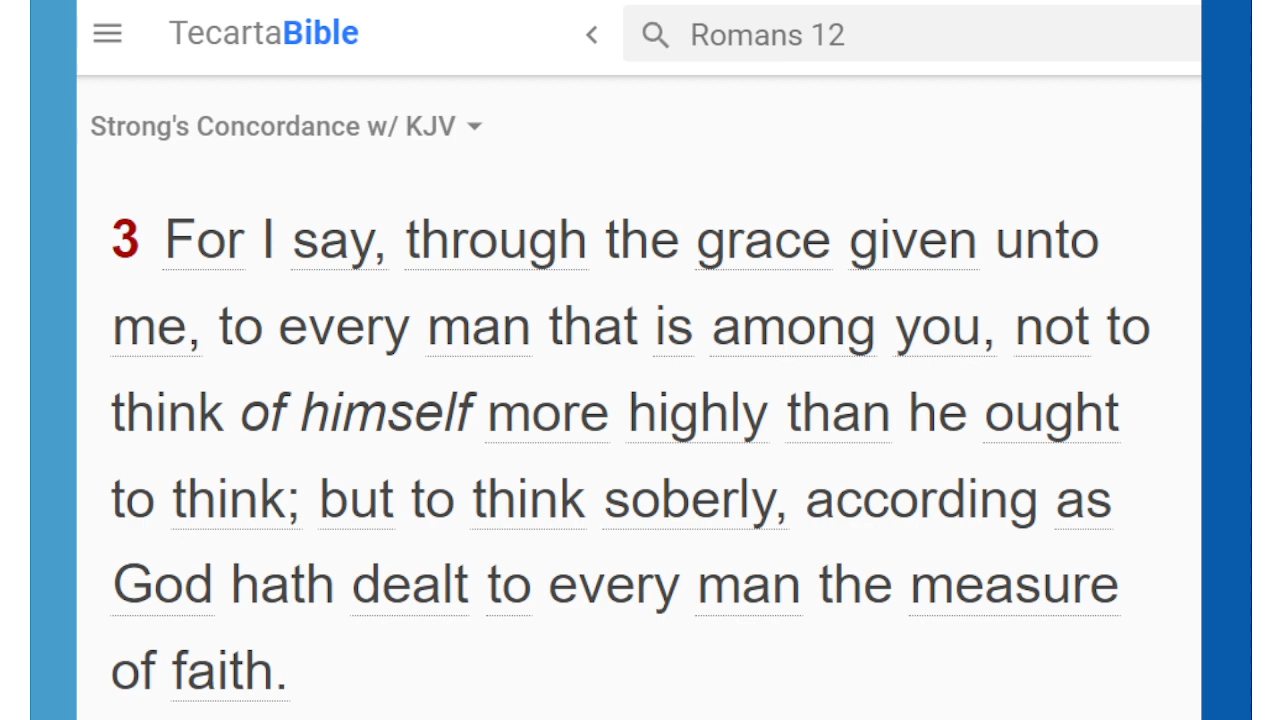 TecartaBible
Romans 12
Strong's Concordance w/ KJV
3 For I say, through the grace given unto
me, to every man that is among you, not to
think of himself more highly than he ought
to think; but to think soberly, according as
God hath dealt to every man the measure
of faith.